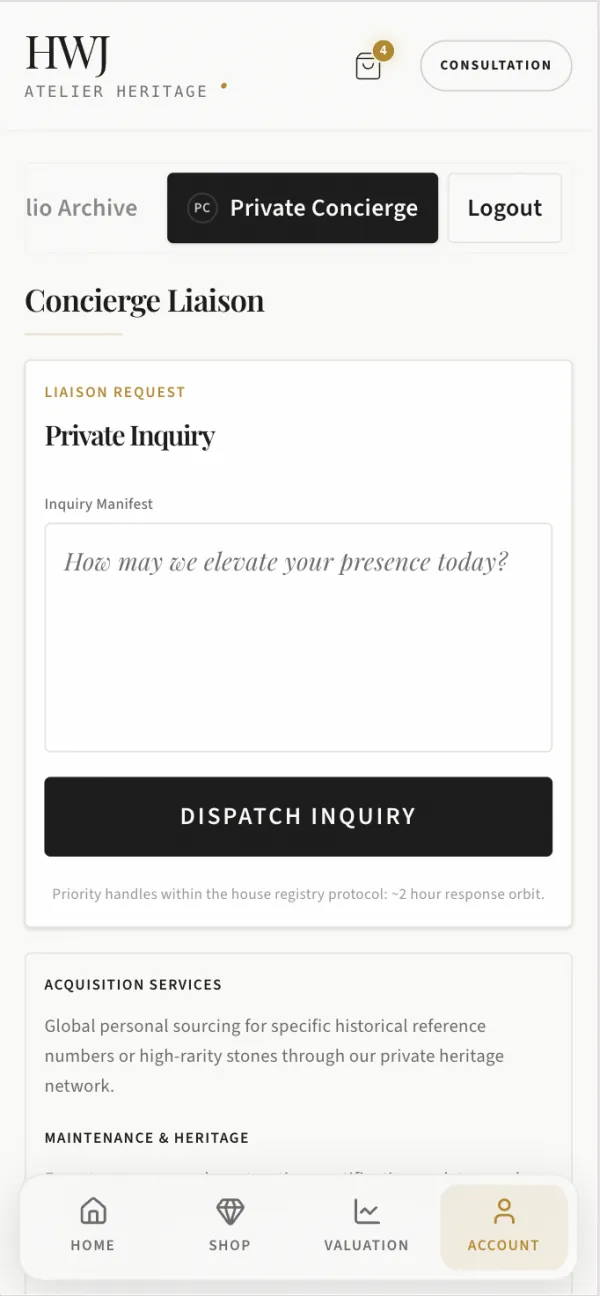 HWJ
ATELIER HERITAGE
4
CONSULTATION
lio Archive
PC
Private Concierge
Logout
Concierge Liaison
LIAISON REQUEST
Private Inquiry
Inquiry Manifest
How may we elevate your presence today?
DISPATCH INQUIRY
Priority handles within the house registry protocol: ~2 hour response orbit.
ACQUISITION SERVICES
Global personal sourcing for specific historical reference
numbers or high-rarity stones through our private heritage
network.
MAINTENANCE & HERITAGE
HOME
SHOP
VALUATION
ACCOUNT